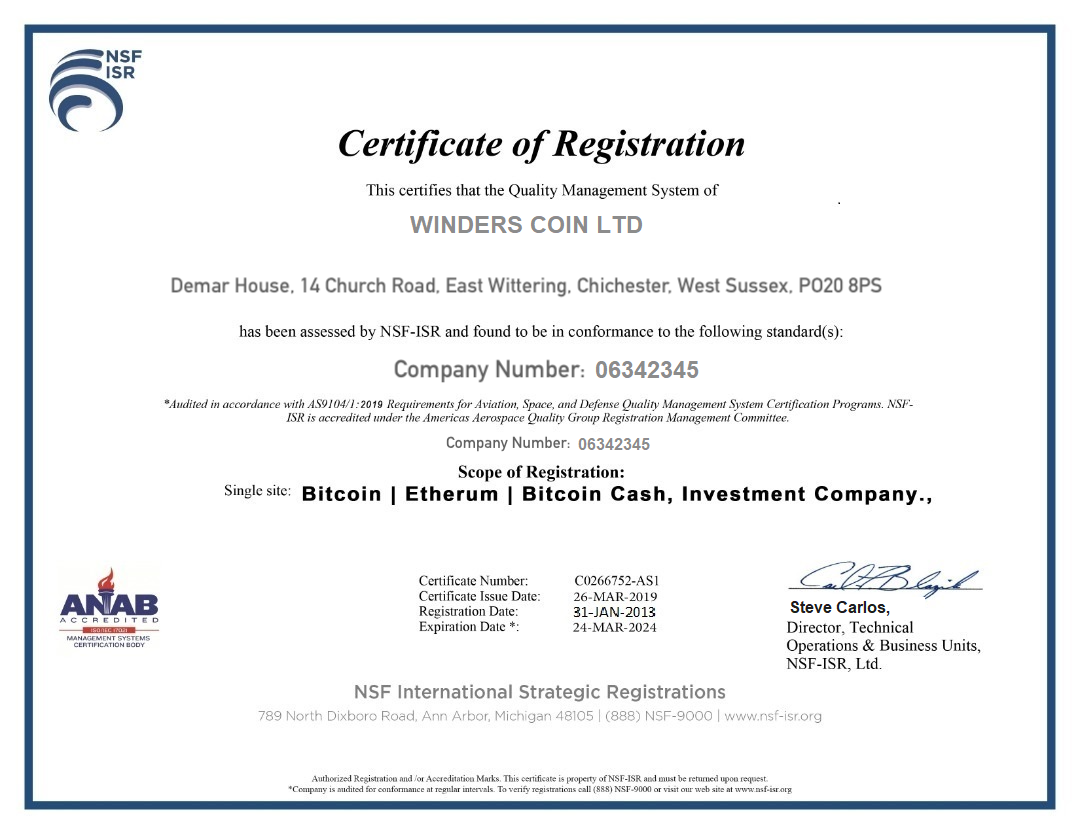 NSF
ISR
Certificate of Registration
This certifies that the Quality Management System of
WINDERS COIN LTD
Demar House, 14 Church Road, East Wittering, Chichester, West Sussex, PO20 8PS
has been assessed by NSF-ISR and found to be in conformance to the following standard(s):
Company Number: 06342345
*Audited in accordance with AS9104/1:2019 Requirements for Aviation, Space, and Defense Quality Management System Certification Programs. NSF-
ISR is accredited under the Americas Aerospace Quality Group Registration Management Committee.
Company Number: 06342345
Scope of Registration:
Single site: Bitcoin | Etherum | Bitcoin Cash, Investment Company.,
Certificate Number: C0266752-AS1
Certificate Issue Date: 26-MAR-2019
Registration Date: 31-JAN-2013
Expiration Date *: 24-MAR-2024
ANAB
ACCREDITED
ISO/IEC 17021
MANAGEMENT SYSTEMS
CERTIFICATION BODY
Steve Carlos,
Director, Technical
Operations & Business Units,
NSF-ISR, Ltd.
NSF International Strategic Registrations
789 North Dixboro Road, Ann Arbor, Michigan 48105 | (888) NSF-9000 | www.nsf-isr.org
Authorized Registration and /or Accreditation Marks. This certificate is property of NSF-ISR and must be returned upon request.
*Company is audited for conformance at regular intervals. To verify registrations call (888) NSF-9000 or visit our web site at www.nsf-isr.org